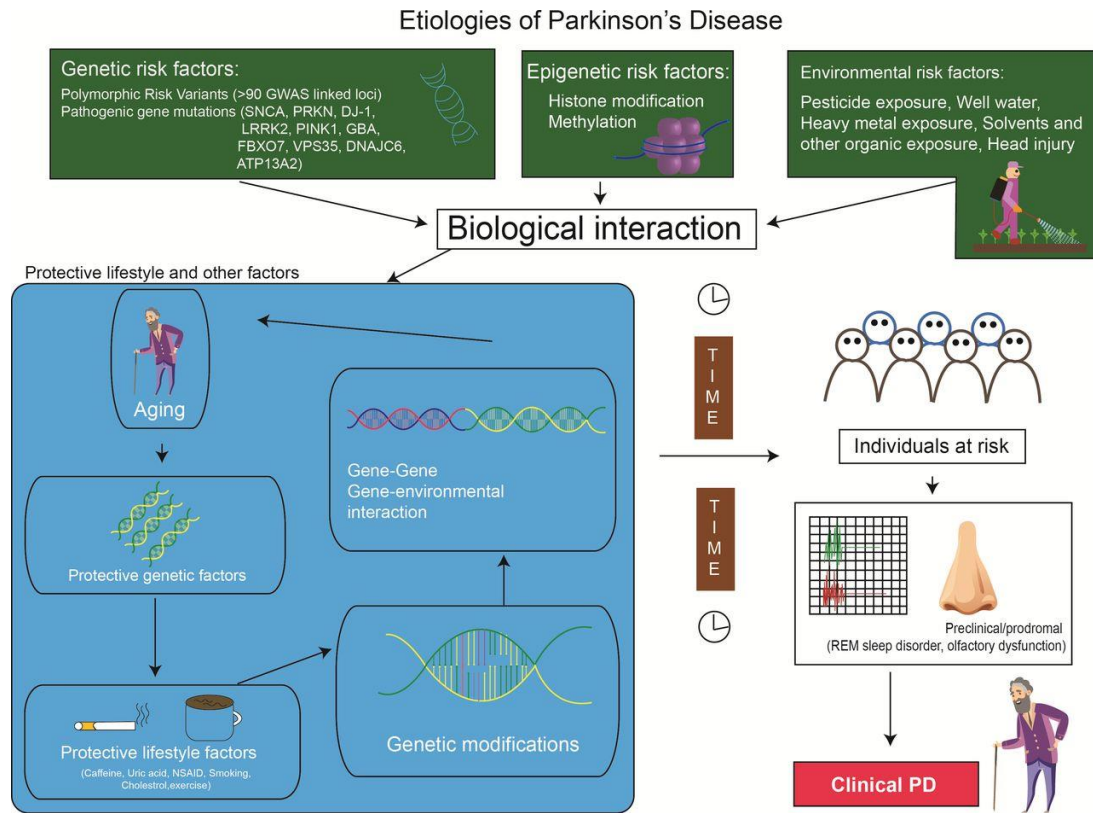 Etiologies of Parkinson's Disease
Genetic risk factors:
Polymorphic Risk Variants (>90 GWAS linked loci)
Pathogenic gene mutations (SNCA, PRKN, DJ-1,
LRRK2, PINK1, GBA,
FBXO7, VPS35, DNAJC6,
ATP13A2)
Epigenetic risk factors:
Histone modification
Methylation
Environmental risk factors:
Pesticide exposure, Well water,
Heavy metal exposure, Solvents and
other organic exposure, Head injury
Biological interaction
Protective lifestyle and other factors
Aging
Protective genetic factors
Protective lifestyle factors
(Caffeine, Uric acid, NSAID, Smoking,
Cholestrol,exercise)
Genetic modifications
Gene-Gene
Gene-environmental
interaction
TIME
TIME
Individuals at risk
Preclinical/prodromal
(REM sleep disorder, olfactory dysfunction)
Clinical PD